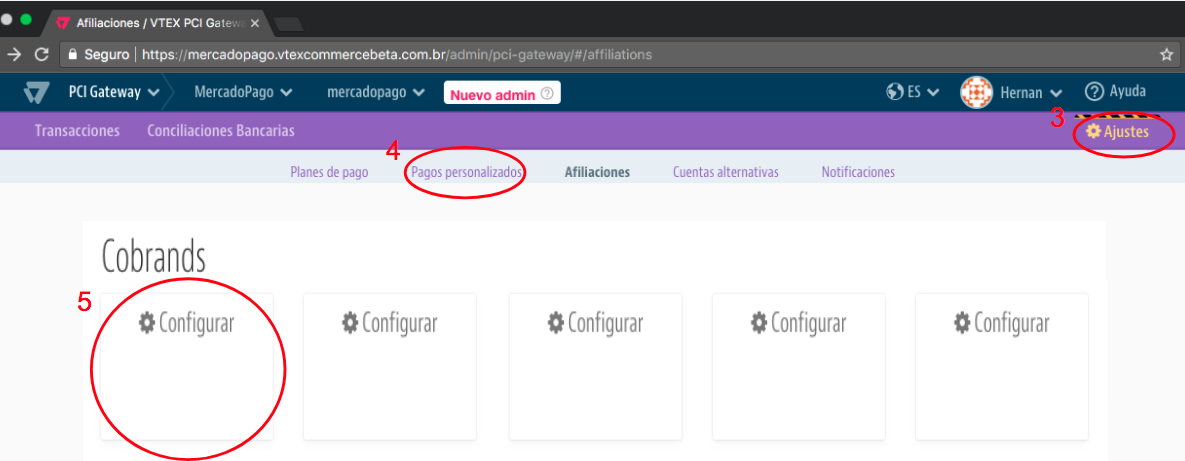 Afiliaciones / VTEX PCI Gatew
Seguro https://mercadopago.vtexcommercebeta.com.br/admin/pci-gateway/#/affiliations
PCI Gateway MercadoPago mercadopago Nuevo admin ? ES Hernan ? Ayuda
Transacciones Conciliaciones Bancarias 3 Ajustes
4
Planes de pago Pagos personalizados Afiliaciones Cuentas alternativas Notificaciones
Cobrands
5
Configurar Configurar Configurar Configurar Configurar